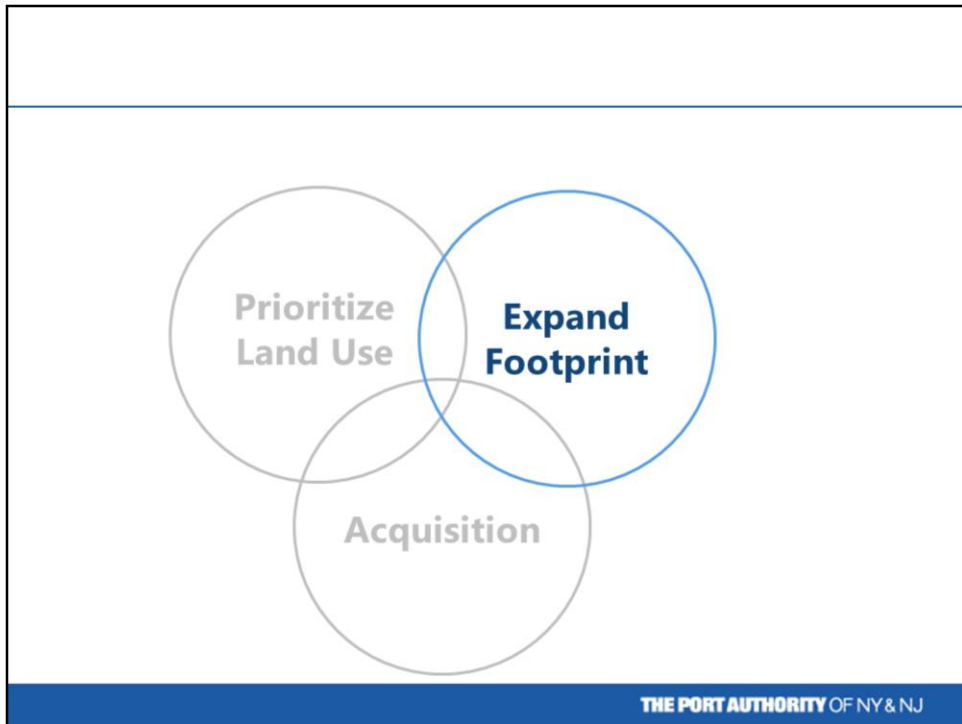 Prioritize
Land Use
Expand
Footprint
Acquisition
THE PORT AUTHORITY OF NY & NJ